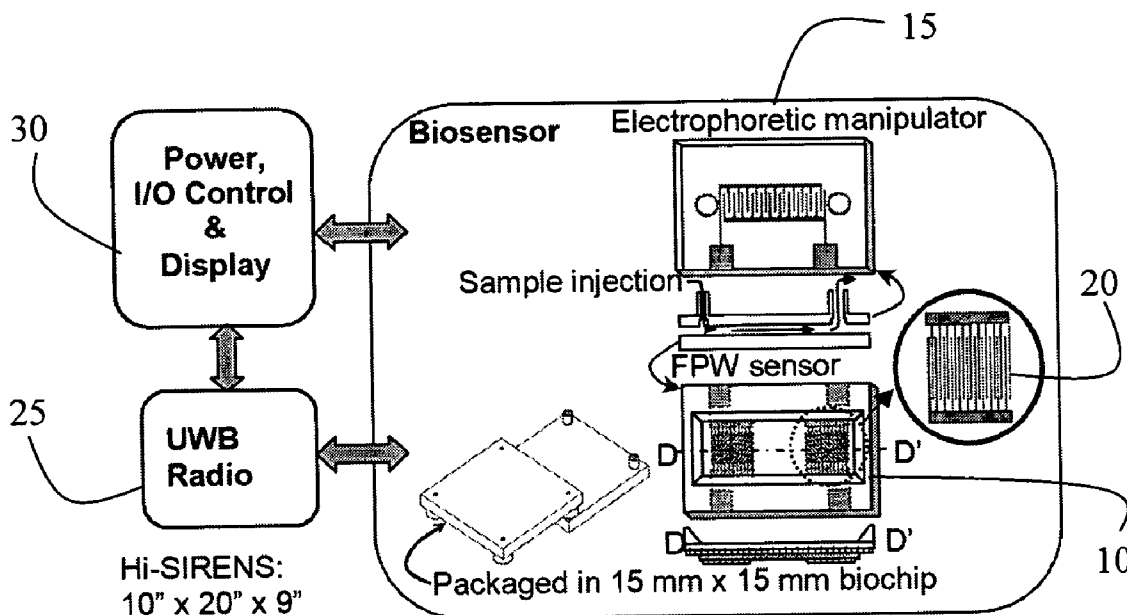 15
30
Power,
I/O Control
&
Display
Biosensor
Electrophoretic manipulator
Sample injection
20
FPW sensor
25
UWB
Radio
D
D'
D
D'
10
Packaged in 15 mm x 15 mm biochip
Hi-SIRENS:
10" x 20" x 9"